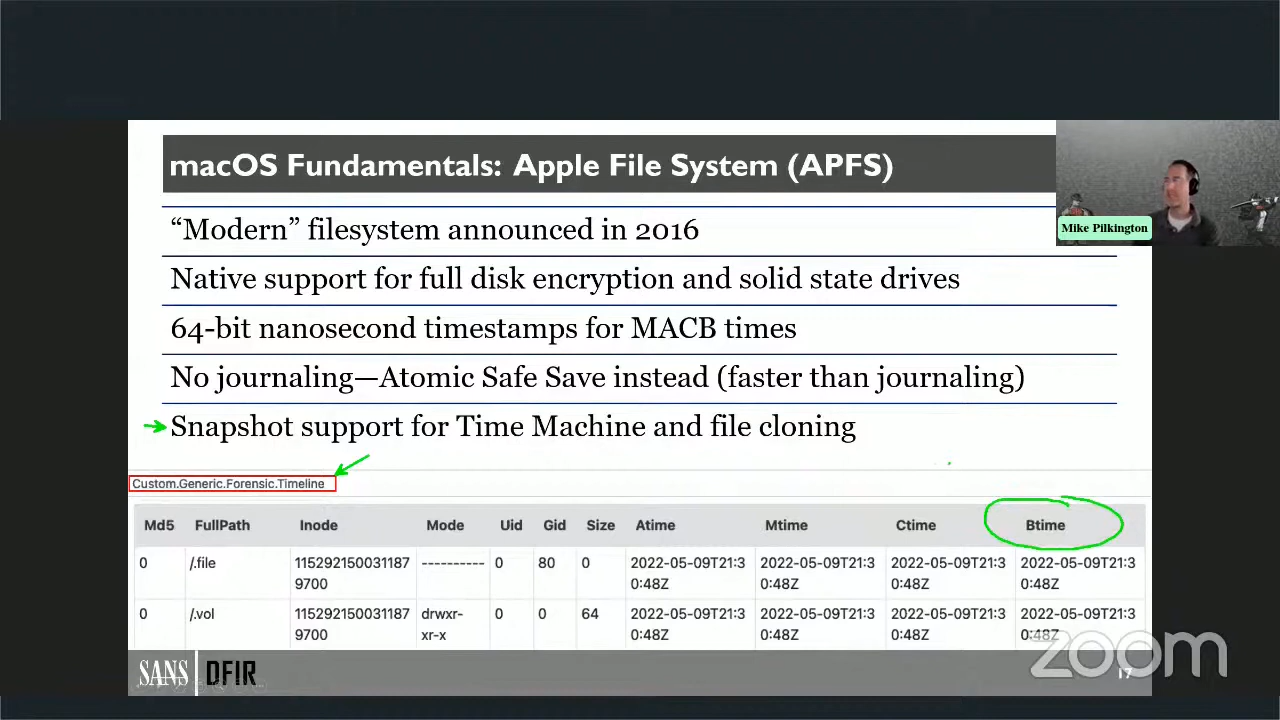 macOS Fundamentals: Apple File System (APFS)
“Modern” filesystem announced in 2016
Mike Pilkington
Native support for full disk encryption and solid state drives
64-bit nanosecond timestamps for MACB times
No journaling—Atomic Safe Save instead (faster than journaling)
Snapshot support for Time Machine and file cloning
Custom.Generic.Forensic.Timeline
Md5 FullPath Inode Mode Uid Gid Size Atime Mtime Ctime Btime
0 /.file 115292150031187 ---------- 0 80 0 2022-05-09T21:3 2022-05-09T21:3 2022-05-09T21:3 2022-05-09T21:3
9700 0:48Z 0:48Z 0:48Z 0:48Z
0 /.vol 115292150031187 drwxr- 0 0 64 2022-05-09T21:3 2022-05-09T21:3 2022-05-09T21:3 2022-05-09T21:3
9700 xr-x 0:48Z 0:48Z 0:48Z 0:48Z
SANS DFIR
17
zoom